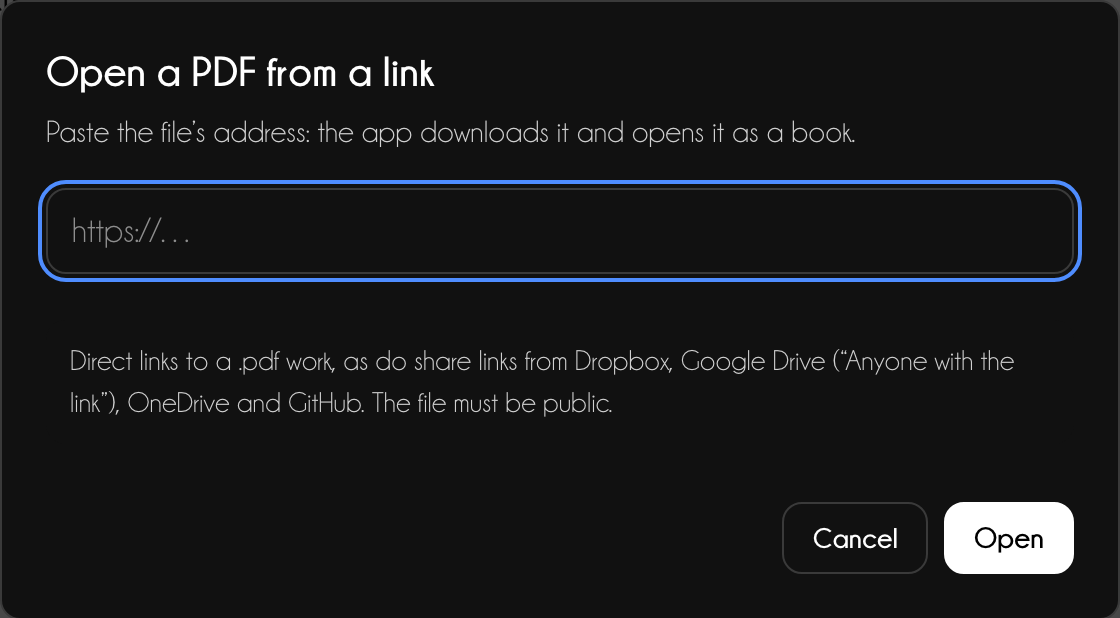 Open a PDF from a link
Paste the file’s address: the app downloads it and opens it as a book.
https://…
Direct links to a .pdf work, as do share links from Dropbox, Google Drive (“Anyone with the
link”), OneDrive and GitHub. The file must be public.
Cancel
Open